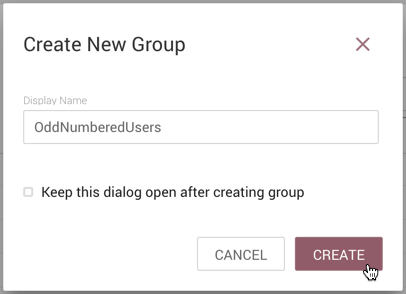 Create New Group
Display Name
OddNumberedUsers
Keep this dialog open after creating group
CANCEL
CREATE